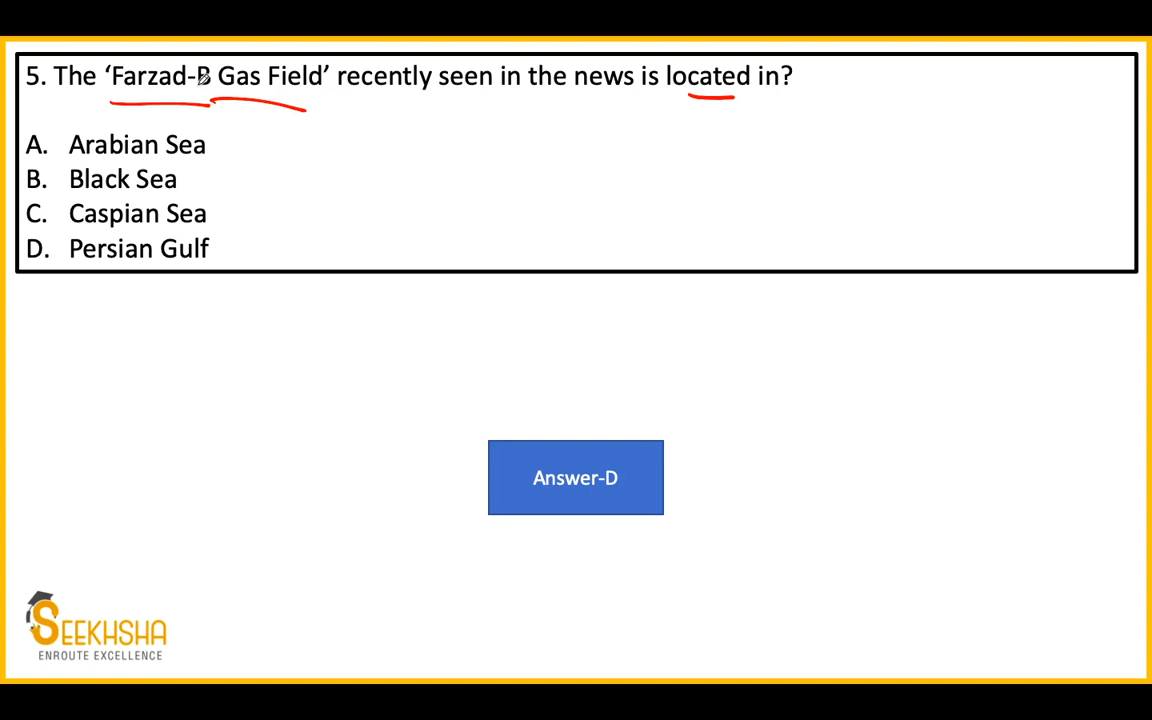 5. The ‘Farzad-B Gas Field’ recently seen in the news is located in?
A. Arabian Sea
B. Black Sea
C. Caspian Sea
D. Persian Gulf
Answer-D
SEEKHSHA
ENROUTE EXCELLENCE